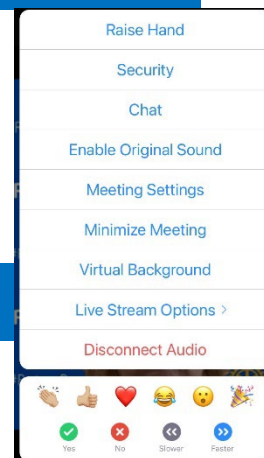 Raise Hand
Security
Chat
Enable Original Sound
Meeting Settings
Minimize Meeting
Virtual Background
Live Stream Options >
Disconnect Audio
Yes No Slower Faster